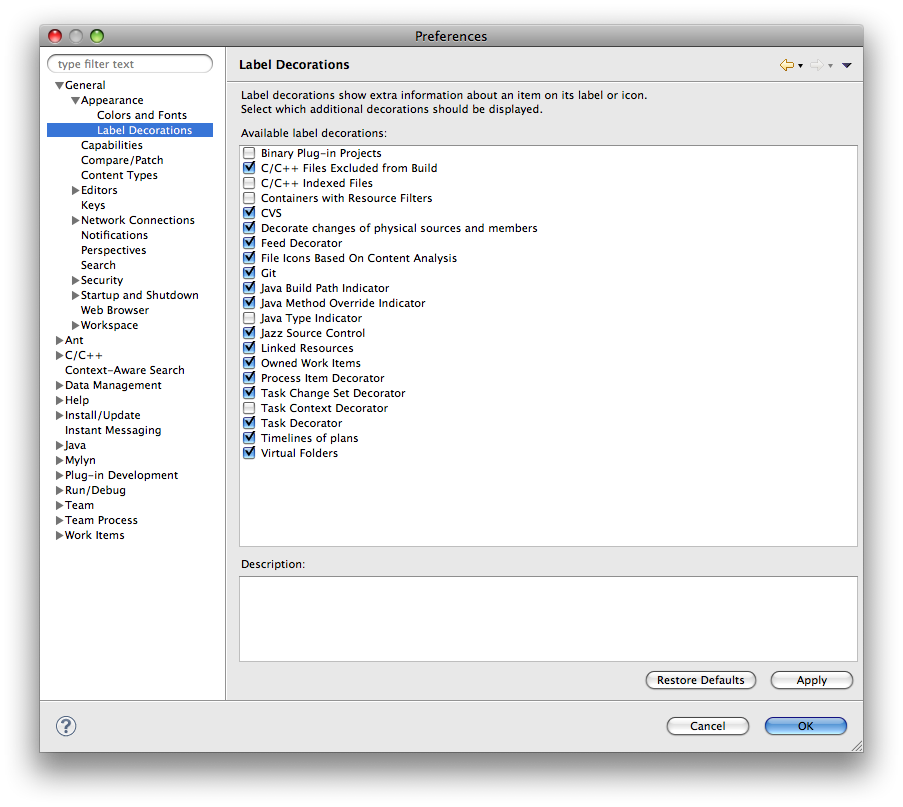 Preferences
type filter text
General
Appearance
Colors and Fonts
Label Decorations
Capabilities
Compare/Patch
Content Types
Editors
Keys
Network Connections
Notifications
Perspectives
Search
Security
Startup and Shutdown
Web Browser
Workspace
Ant
C/C++
Context-Aware Search
Data Management
Help
Install/Update
Instant Messaging
Java
Mylyn
Plug-in Development
Run/Debug
Team
Team Process
Work Items
Label Decorations
Label decorations show extra information about an item on its label or icon.
Select which additional decorations should be displayed.
Available label decorations:
Binary Plug-in Projects
C/C++ Files Excluded from Build
C/C++ Indexed Files
Containers with Resource Filters
CVS
Decorate changes of physical sources and members
Feed Decorator
File Icons Based On Content Analysis
Git
Java Build Path Indicator
Java Method Override Indicator
Java Type Indicator
Jazz Source Control
Linked Resources
Owned Work Items
Process Item Decorator
Task Change Set Decorator
Task Context Decorator
Task Decorator
Timelines of plans
Virtual Folders
Description:
Restore Defaults
Apply
?
Cancel
OK